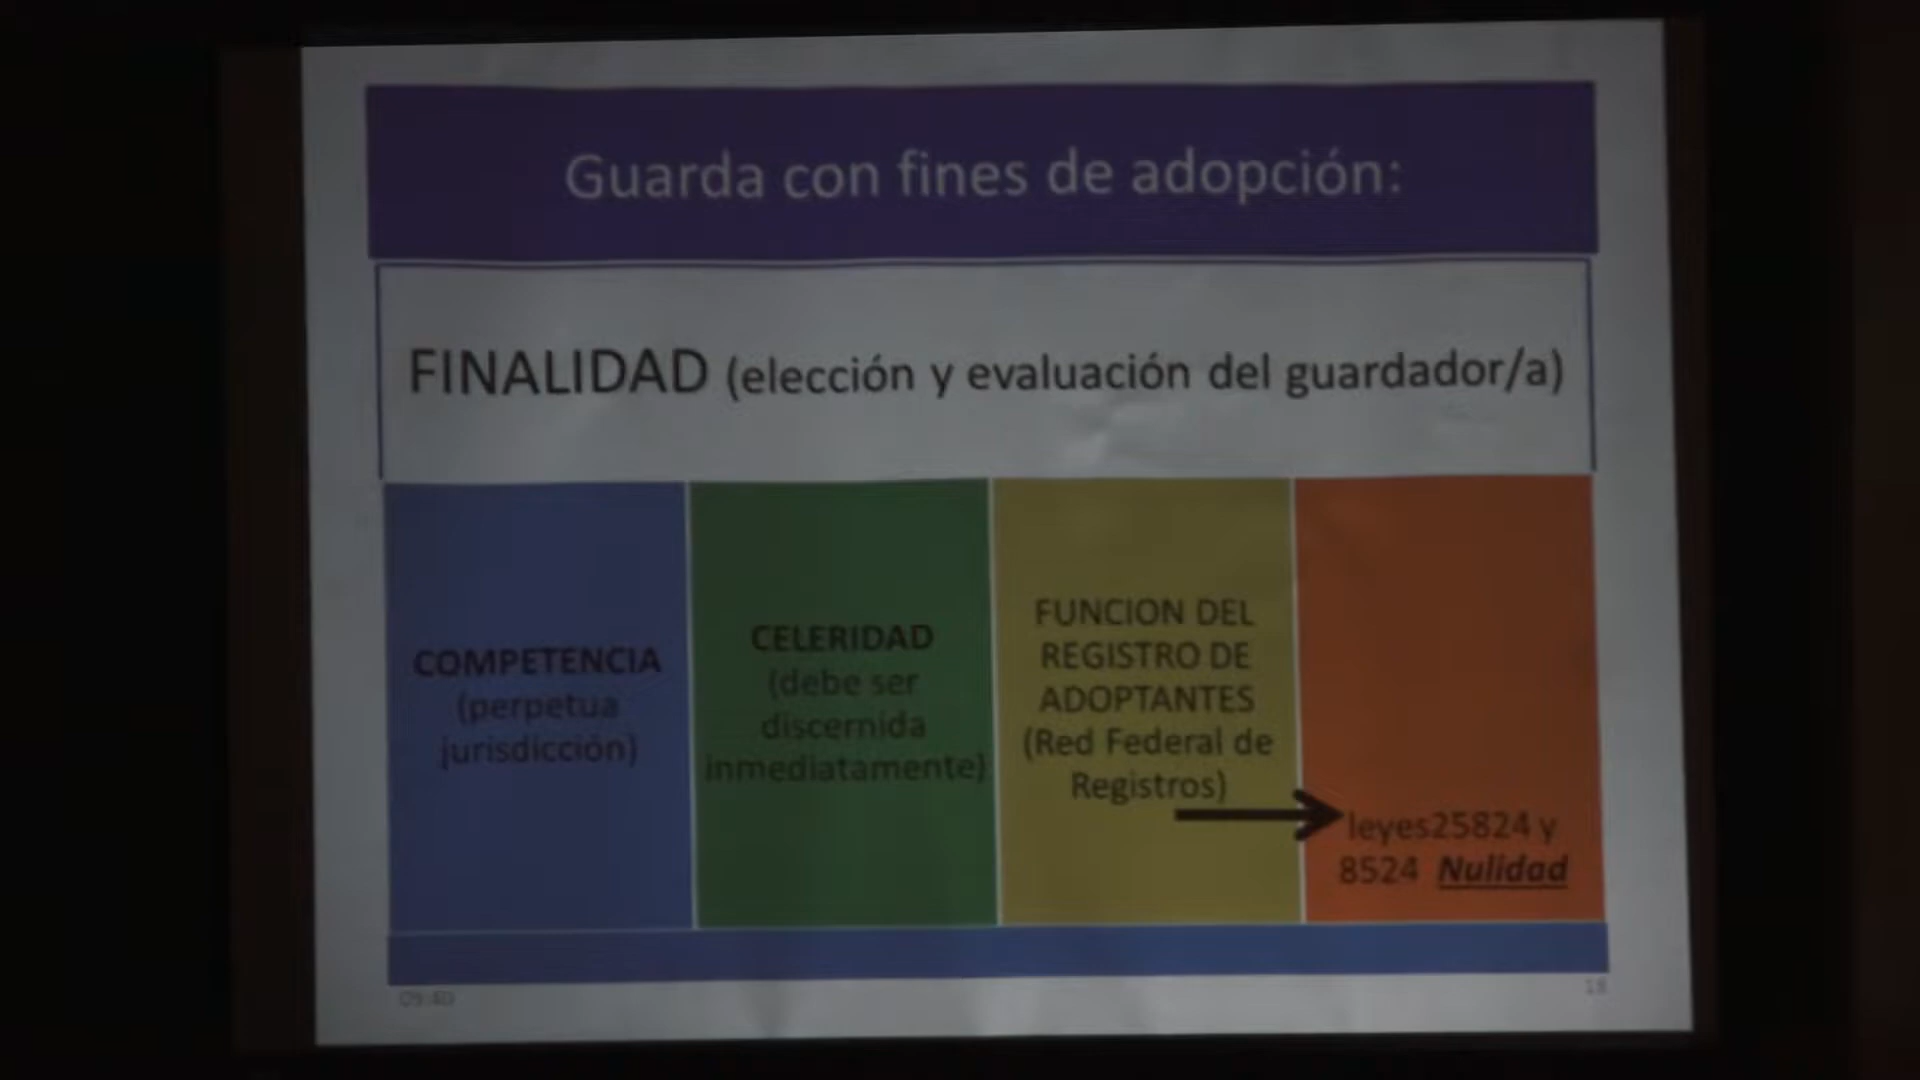 Guarda con fines de adopción:
FINALIDAD (elección y evaluación del guardador/a)
COMPETENCIA
(perpetua
jurisdicción)
CELERIDAD
(debe ser
discernida
inmediatamente)
FUNCION DEL
REGISTRO DE
ADOPTANTES
(Red Federal de
Registros)
leyes25824 y
8524 Nulidad
18